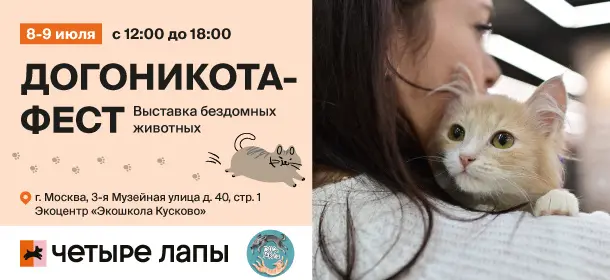 8-9 июля с 12:00 до 18:00
ДОГОНИКОТА-
ФЕСТ
Выставка бездомных
животных
г. Москва, 3-я Музейная улица д. 40, стр. 1
Экоцентр «Экошкола Кусково»
четыре лапы